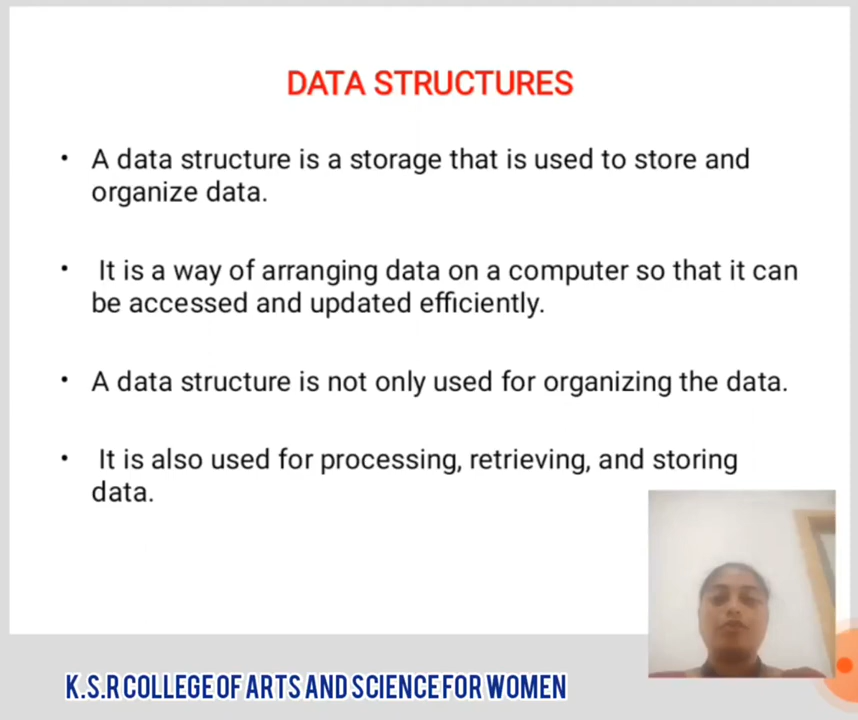 DATA STRUCTURES
• A data structure is a storage that is used to store and
organize data.
• It is a way of arranging data on a computer so that it can
be accessed and updated efficiently.
• A data structure is not only used for organizing the data.
• It is also used for processing, retrieving, and storing
data.
K.S.R COLLEGE OF ARTS AND SCIENCE FOR WOMEN